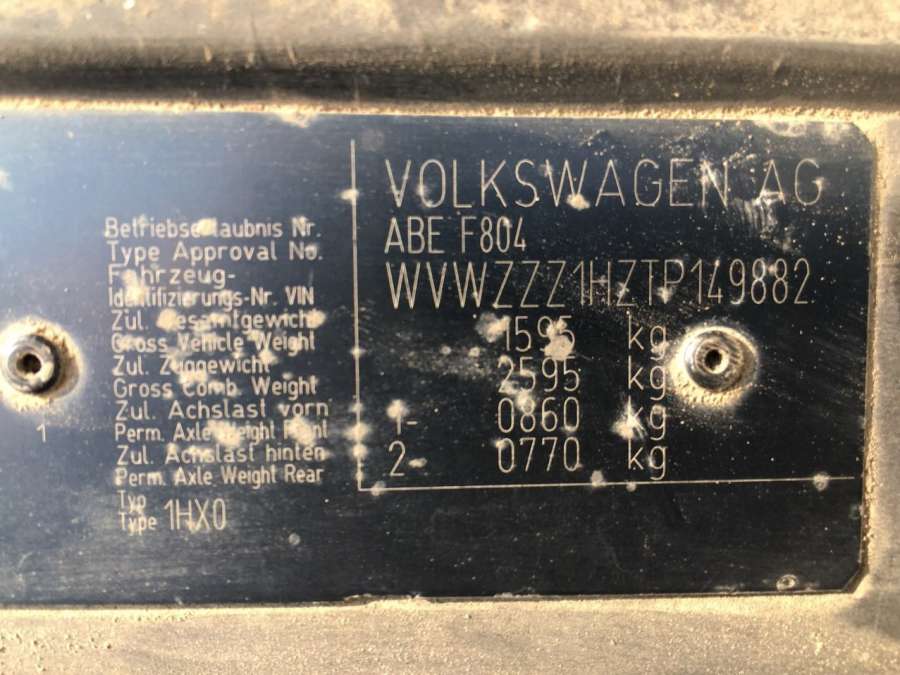 VOLKSWAGEN AG
Betriebserlaubnis Nr.
Type Approval No.
ABE F804
Fahrzeug-
Identifizierungs-Nr. VIN
WVWZZZ1HZTP149882
Zul. Gesamtgewicht
Gross Vehicle Weight
1595 kg
Zul. Zuggewicht
Gross Comb. Weight
2595 kg
Zul. Achslast vorn
Perm. Axle Weight Front
1- 0860 kg
Zul. Achslast hinten
Perm. Axle Weight Rear
2- 0770 kg
Typ
Type 1HX0
1